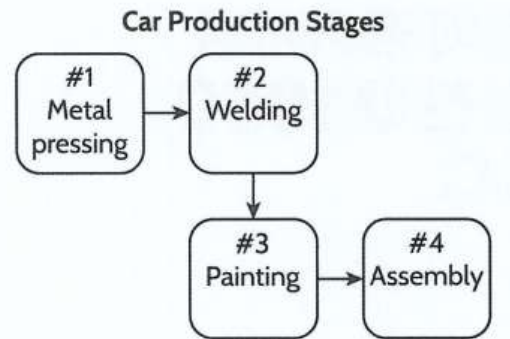 Car Production Stages
#1
Metal
pressing
#2
Welding
#3
Painting
#4
Assembly